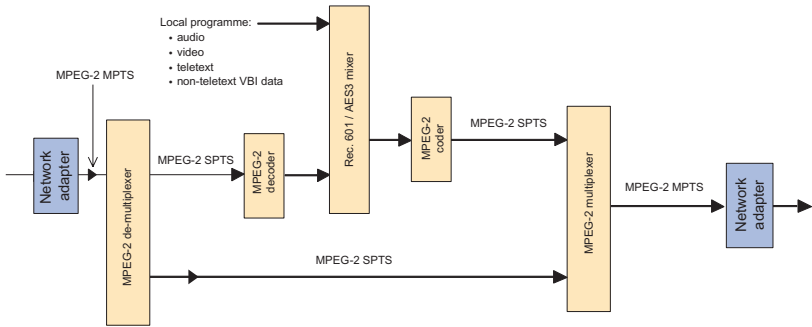 Local programme:
• audio
• video
• teletext
• non-teletext VBI data
MPEG-2 MPTS
Network
adapter
MPEG-2 de-multiplexer
MPEG-2 SPTS
MPEG-2
decoder
Rec. 601 / AES3 mixer
MPEG-2
coder
MPEG-2 SPTS
MPEG-2 multiplexer
MPEG-2 MPTS
Network
adapter
MPEG-2 SPTS